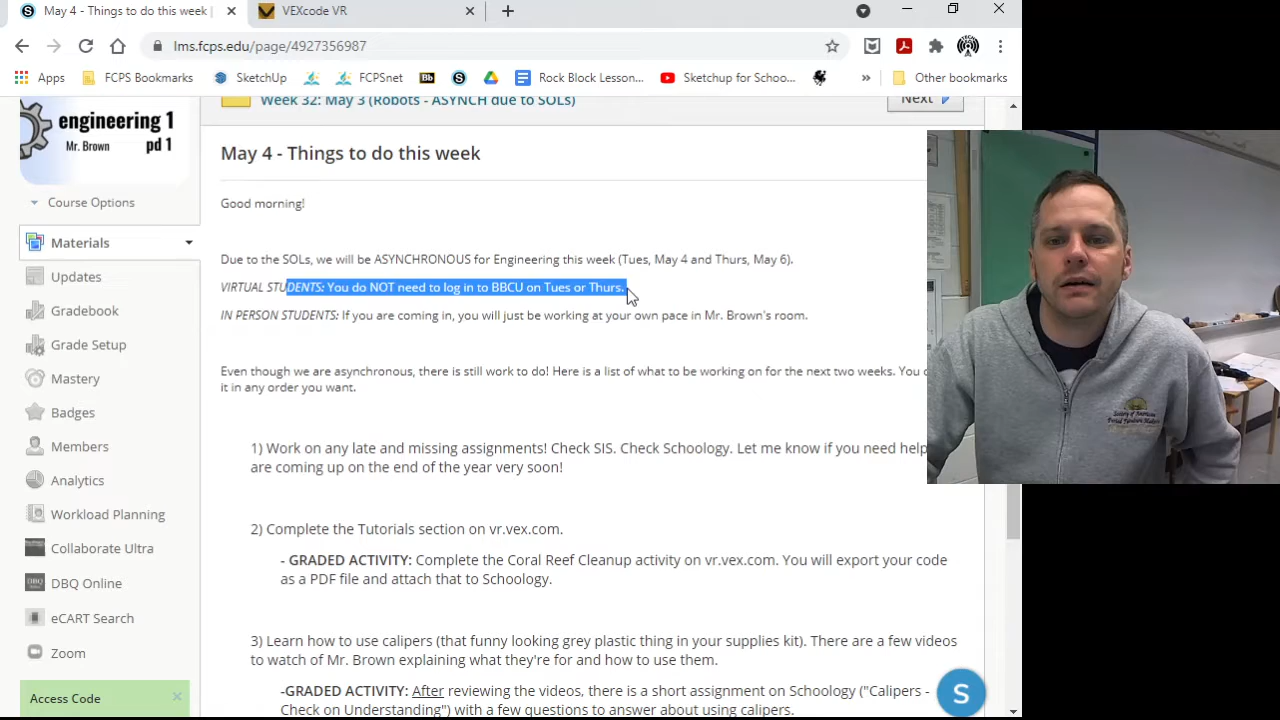 May 4 - Things to do this week |
VEXcode VR
lms.fcps.edu/page/4927356987
Apps
FCPS Bookmarks
SketchUp
FCPSnet
Bb
Rock Block Lesson...
Sketchup for Schoo...
»
Other bookmarks
engineering 1
Mr. Brown pd 1
Course Options
Materials
Updates
Gradebook
Grade Setup
Mastery
Badges
Members
Analytics
Workload Planning
Collaborate Ultra
DBQ Online
eCART Search
Zoom
Access Code
Week 32: May 3 (Robots - ASYNCH due to SOLs)
Next
May 4 - Things to do this week
Good morning!
Due to the SOLs, we will be ASYNCHRONOUS for Engineering this week (Tues, May 4 and Thurs, May 6).
VIRTUAL STUDENTS: You do NOT need to log in to BBCU on Tues or Thurs.
IN PERSON STUDENTS: If you are coming in, you will just be working at your own pace in Mr. Brown's room.
Even though we are asynchronous, there is still work to do! Here is a list of what to be working on for the next two weeks. You
it in any order you want.
1) Work on any late and missing assignments! Check SIS. Check Schoology. Let me know if you need help
are coming up on the end of the year very soon!
2) Complete the Tutorials section on vr.vex.com.
- GRADED ACTIVITY: Complete the Coral Reef Cleanup activity on vr.vex.com. You will export your code
as a PDF file and attach that to Schoology.
3) Learn how to use calipers (that funny looking grey plastic thing in your supplies kit). There are a few videos
to watch of Mr. Brown explaining what they're for and how to use them.
-GRADED ACTIVITY: After reviewing the videos, there is a short assignment on Schoology ("Calipers -
Check on Understanding") with a few questions to answer about using calipers.
S